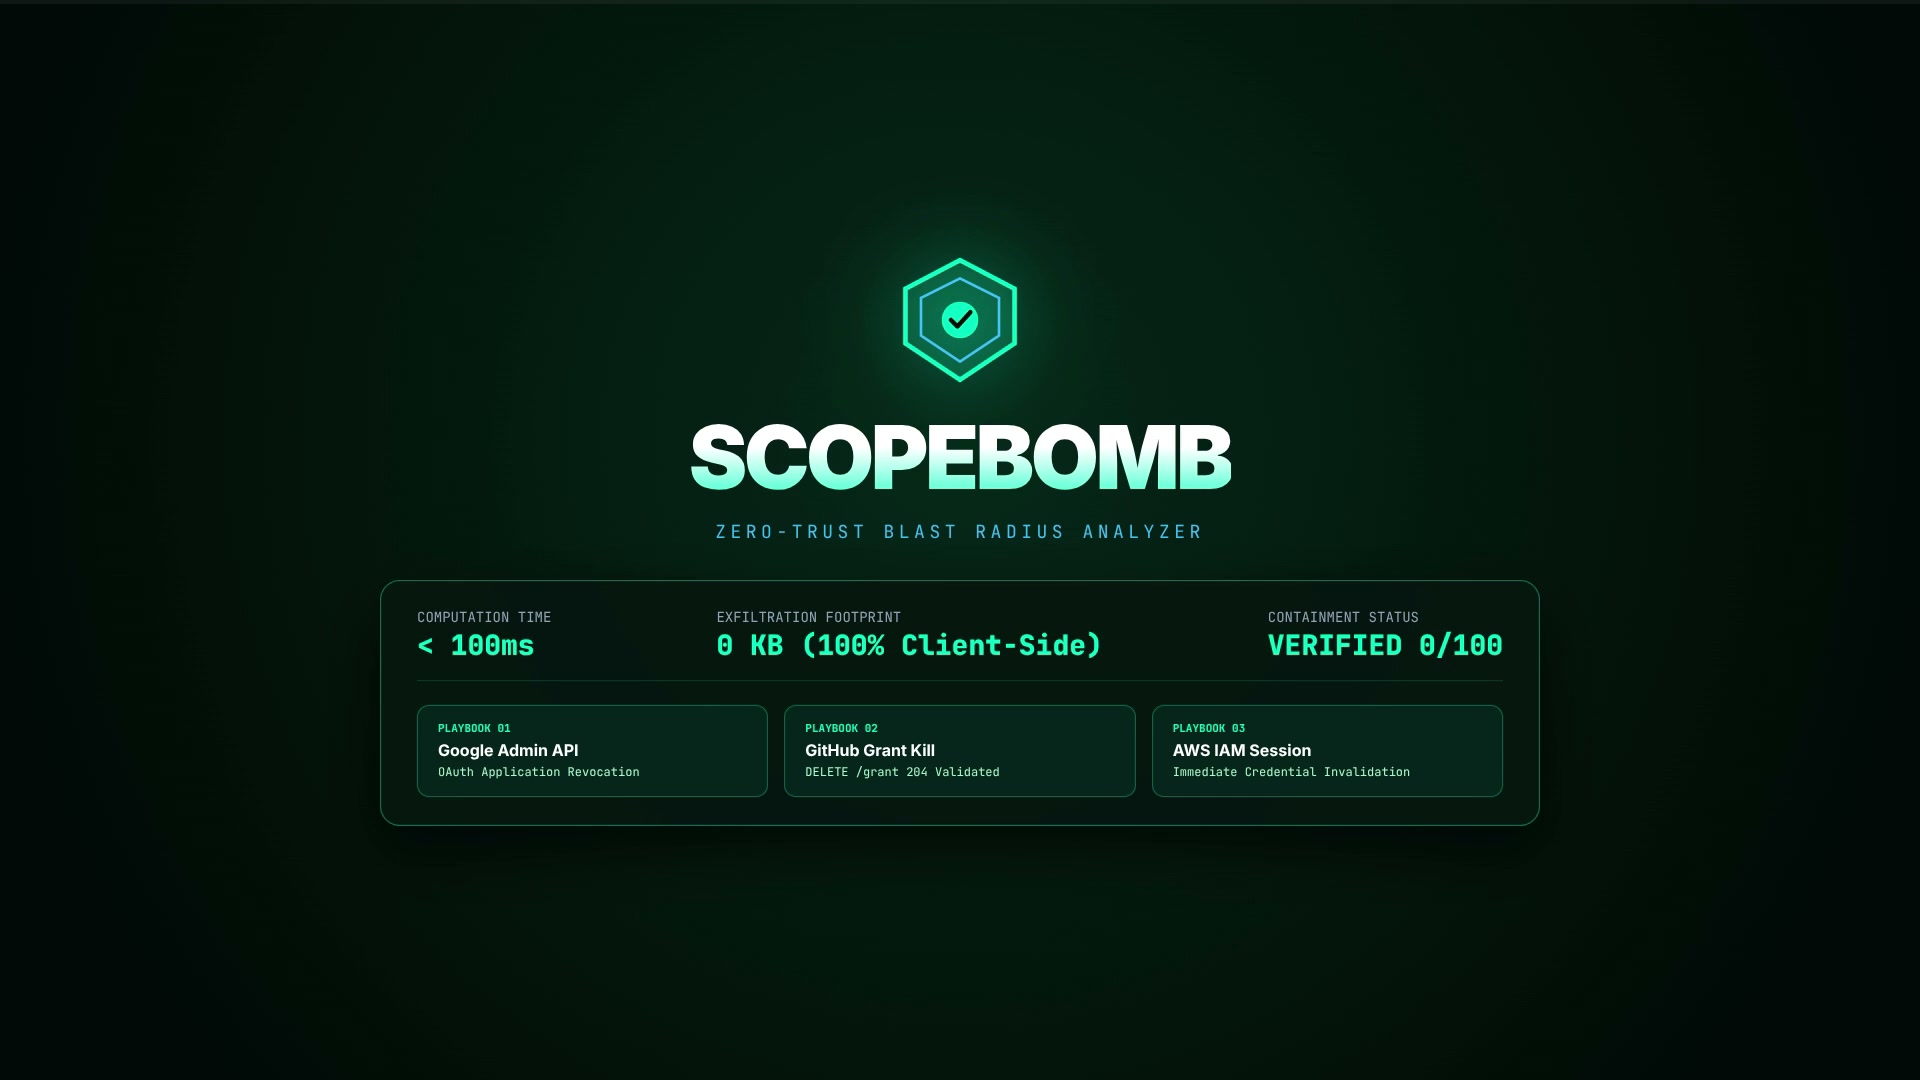 SCOPEBOMB
ZERO-TRUST BLAST RADIUS ANALYZER
COMPUTATION TIME
< 100ms
EXFILTRATION FOOTPRINT
0 KB (100% Client-Side)
CONTAINMENT STATUS
VERIFIED 0/100
PLAYBOOK 01
Google Admin API
OAuth Application Revocation
PLAYBOOK 02
GitHub Grant Kill
DELETE /grant 204 Validated
PLAYBOOK 03
AWS IAM Session
Immediate Credential Invalidation